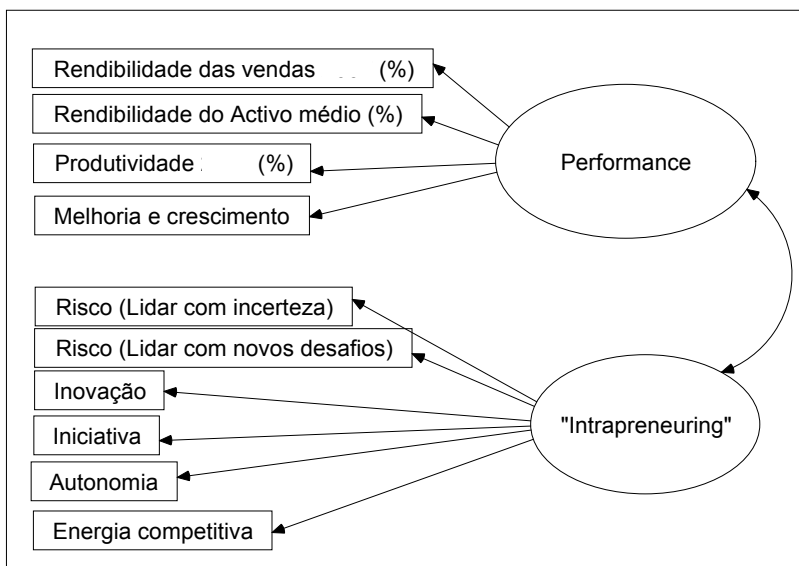 Rendibilidade das vendas (%)
Rendibilidade do Activo médio (%)
Produtividade (%)
Melhoria e crescimento
Performance
Risco (Lidar com incerteza)
Risco (Lidar com novos desafios)
Inovação
Iniciativa
Autonomia
Energia competitiva
"Intrapreneuring"